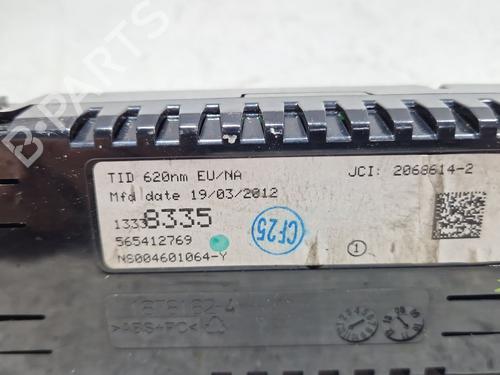 B-PARTS
TID 620nm EU/NA
JCI: 2068614-2
Mfd date 19/03/2012
13338335
565412769
CF25
1
NS004601064-Y
>ABS+PC<